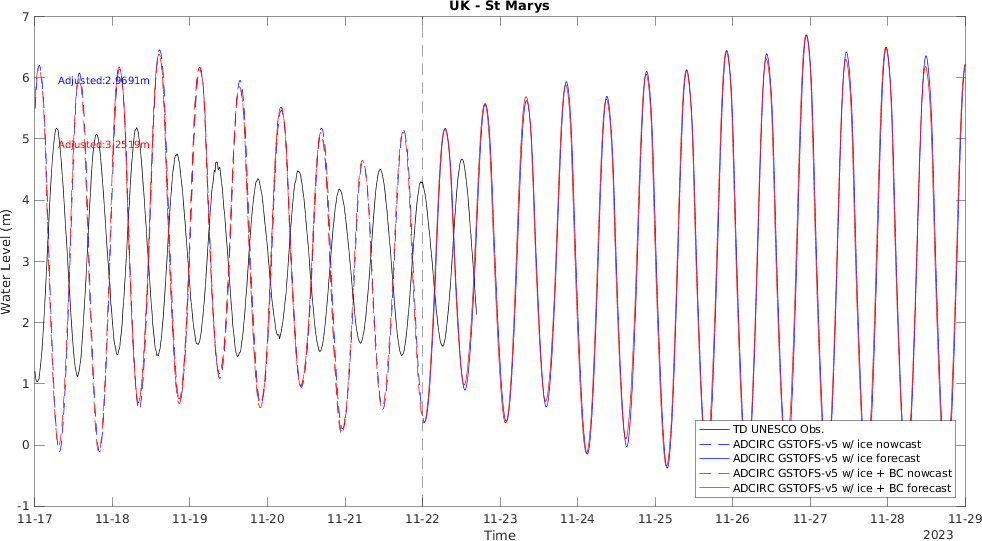 UK - St Marys
7
6
5
4
3
2
1
0
-1
Water Level (m)
Adjusted:2.9691m
Adjusted:3.2519m
TD UNESCO Obs.
ADCIRC GSTOFS-v5 w/ ice nowcast
ADCIRC GSTOFS-v5 w/ ice forecast
ADCIRC GSTOFS-v5 w/ ice + BC nowcast
ADCIRC GSTOFS-v5 w/ ice + BC forecast
11-17 11-18 11-19 11-20 11-21 11-22 11-23 11-24 11-25 11-26 11-27 11-28 11-29
Time
2023